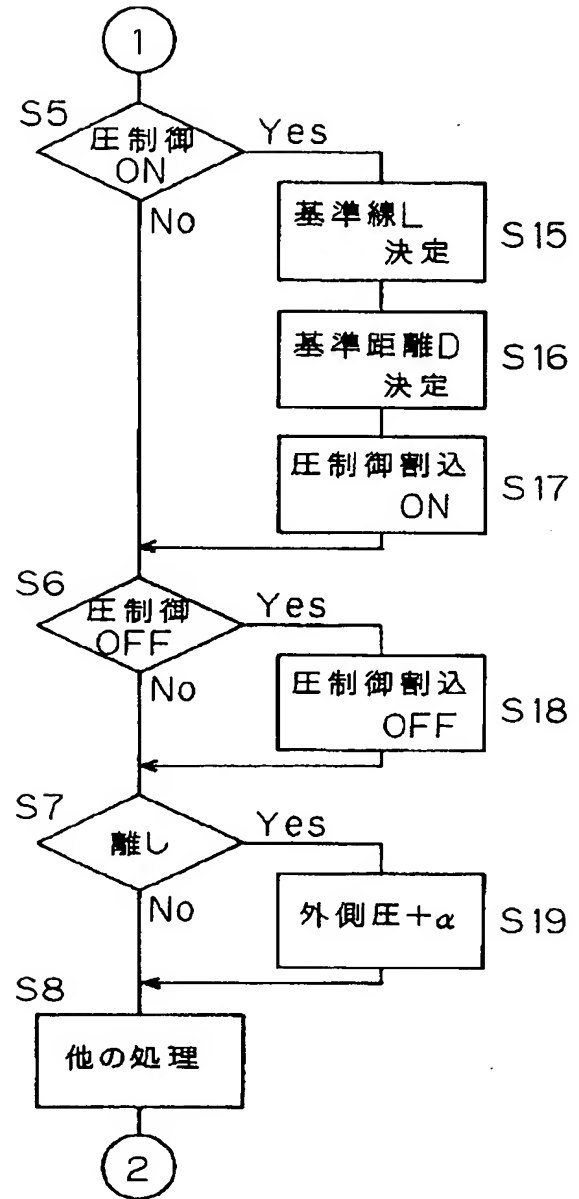 1
S5
圧制御
ON
Yes
No
基準線L
決定
S15
基準距離D
決定
S16
圧制御割込
ON
S17
S6
圧制御
OFF
Yes
No
圧制御割込
OFF
S18
S7
離し
Yes
No
外側圧+α
S19
S8
他の処理
2